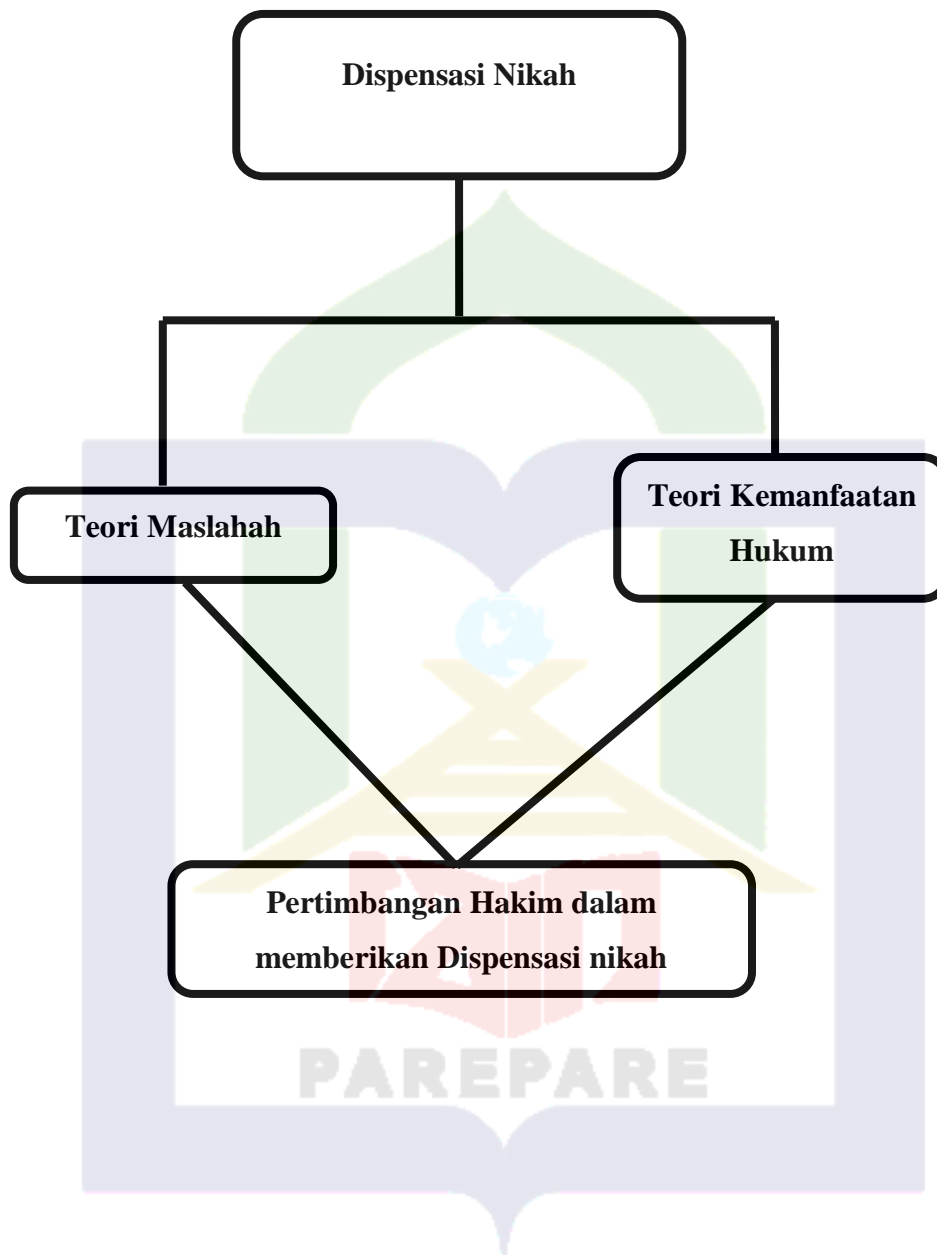 Dispensasi Nikah
Teori Maslahah
Teori Kemanfaatan
Hukum
Pertimbangan Hakim dalam
memberikan Dispensasi nikah
PAREPARE